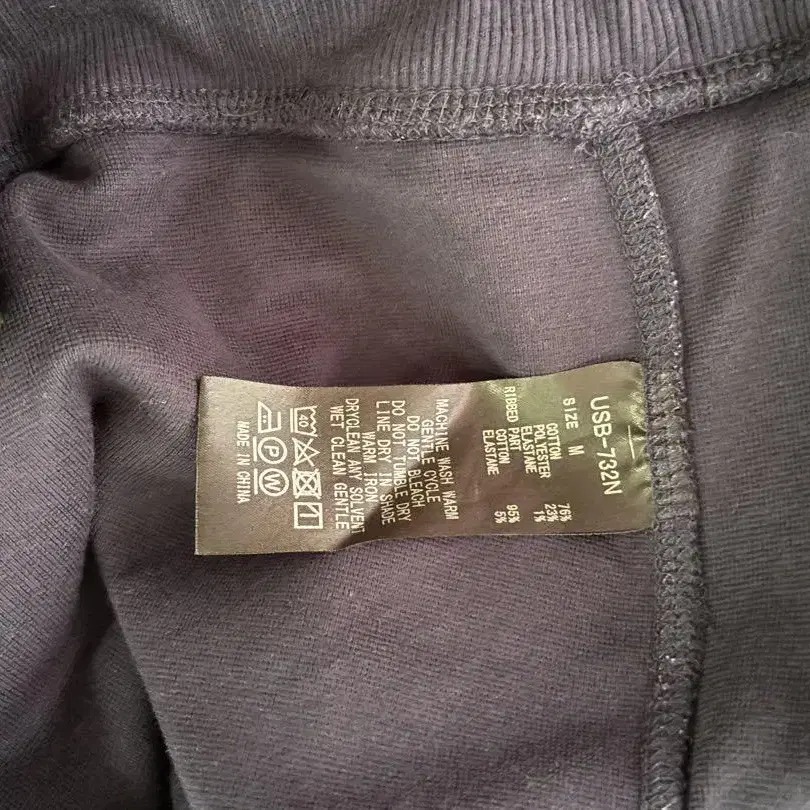 USB-732N
SIZE M
COTTON 76%
POLYESTER 23%
ELASTANE 1%
RIBBED PART
COTTON 95%
ELASTANE 5%
MACHINE WASH WARM
GENTLE CYCLE
DO NOT BLEACH
DO NOT TUMBLE DRY
LINE DRY IN SHADE
WARM IRON
DRYCLEAN ANY SOLVENT
WET CLEAN GENTLE
40
P W
MADE IN CHINA